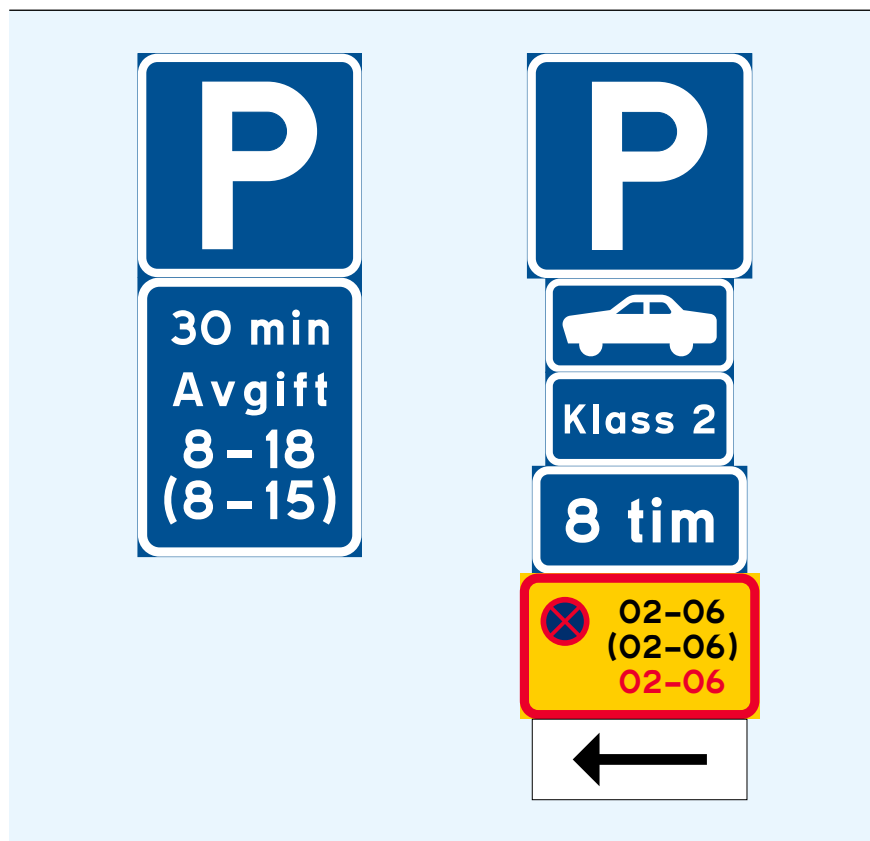 P
30 min
Avgift
8–18
(8–15)
P
Klass 2
8 tim
02–06
(02–06)
02–06